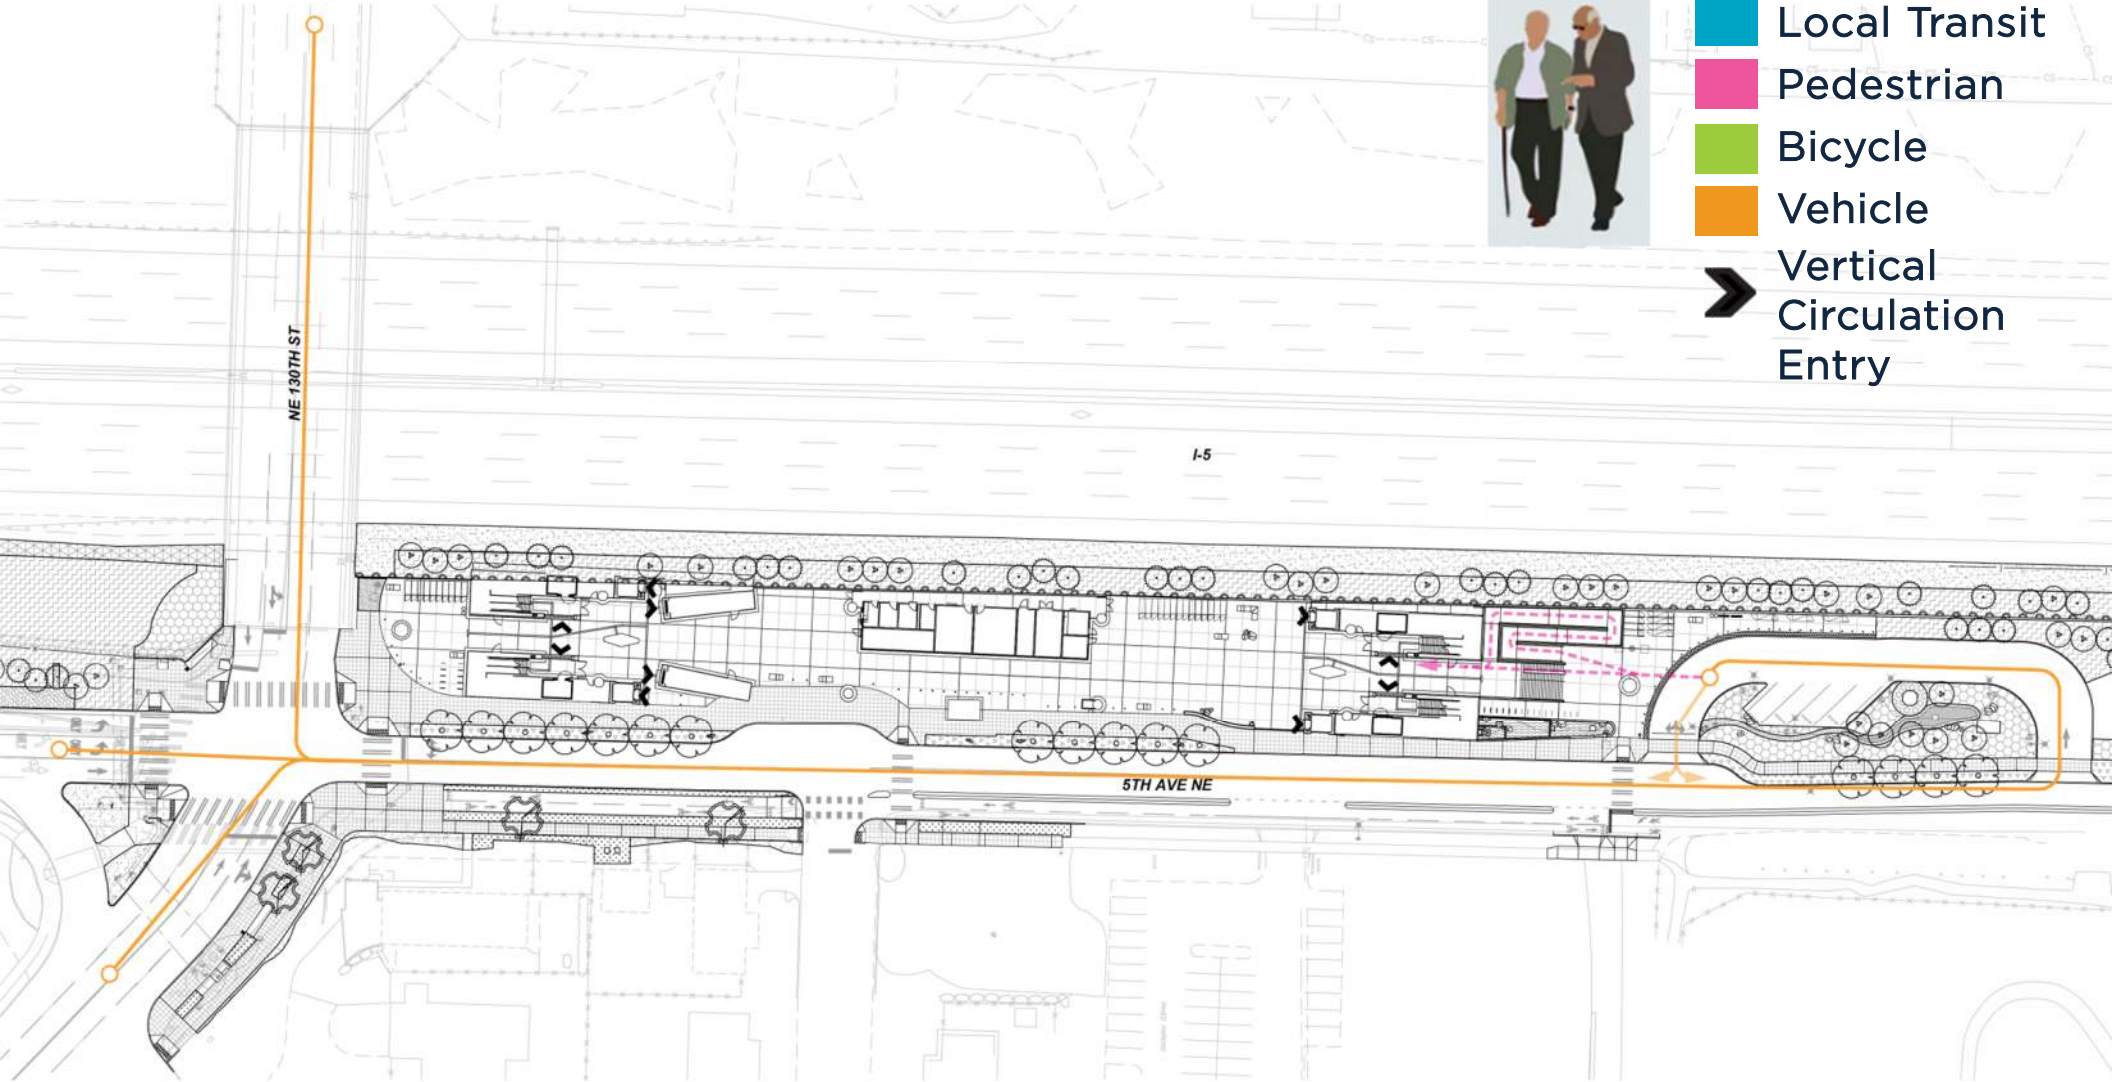 Local Transit
Pedestrian
Bicycle
Vehicle
Vertical
Circulation
Entry
NE 130TH ST
I-5
5TH AVE NE